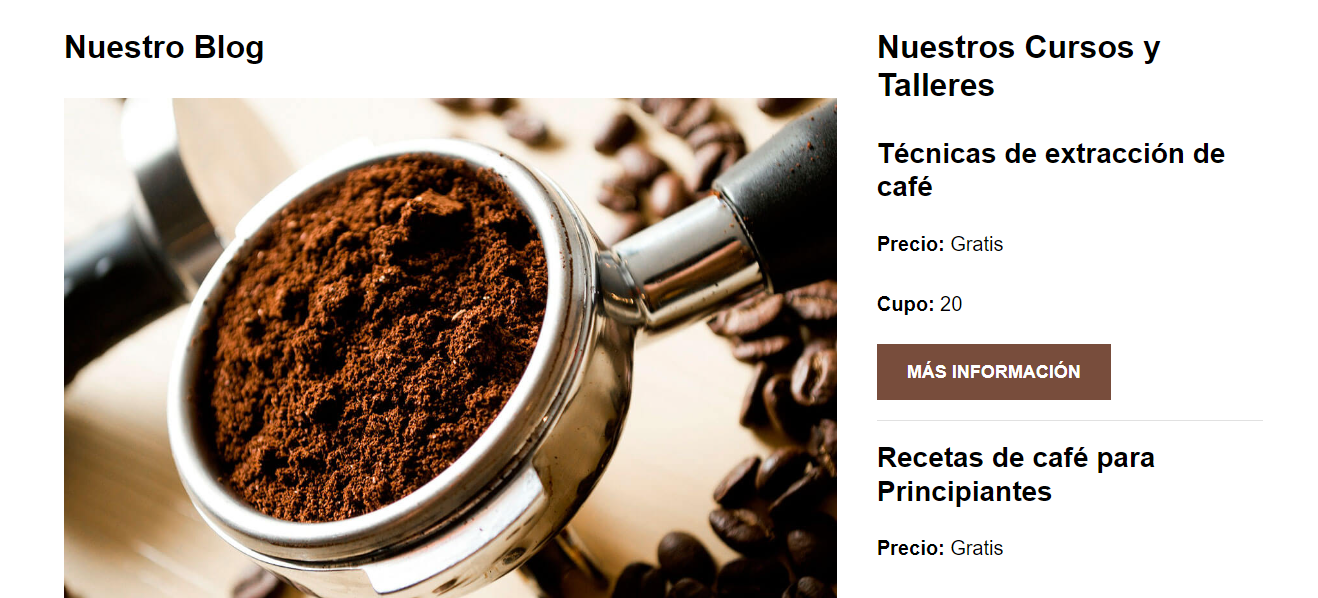 Nuestro Blog
Nuestros Cursos y
Talleres
Técnicas de extracción de
café
Precio: Gratis
Cupo: 20
MÁS INFORMACIÓN
Recetas de café para
Principiantes
Precio: Gratis